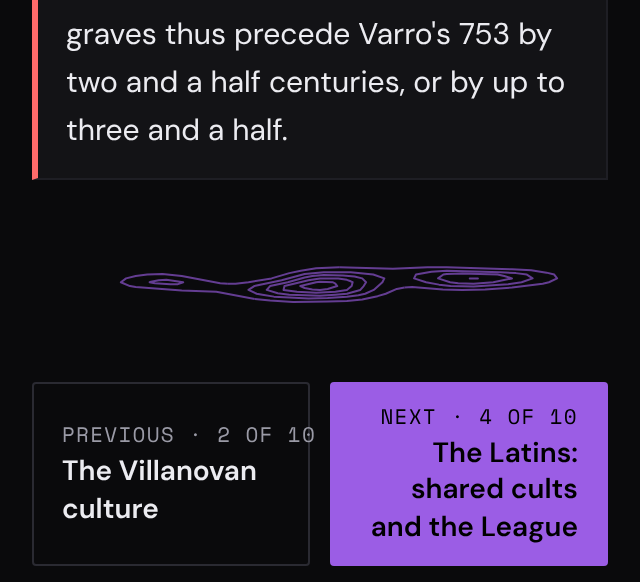 graves thus precede Varro's 753 by
two and a half centuries, or by up to
three and a half.
PREVIOUS · 2 OF 10
The Villanovan
culture
NEXT · 4 OF 10
The Latins:
shared cults
and the League